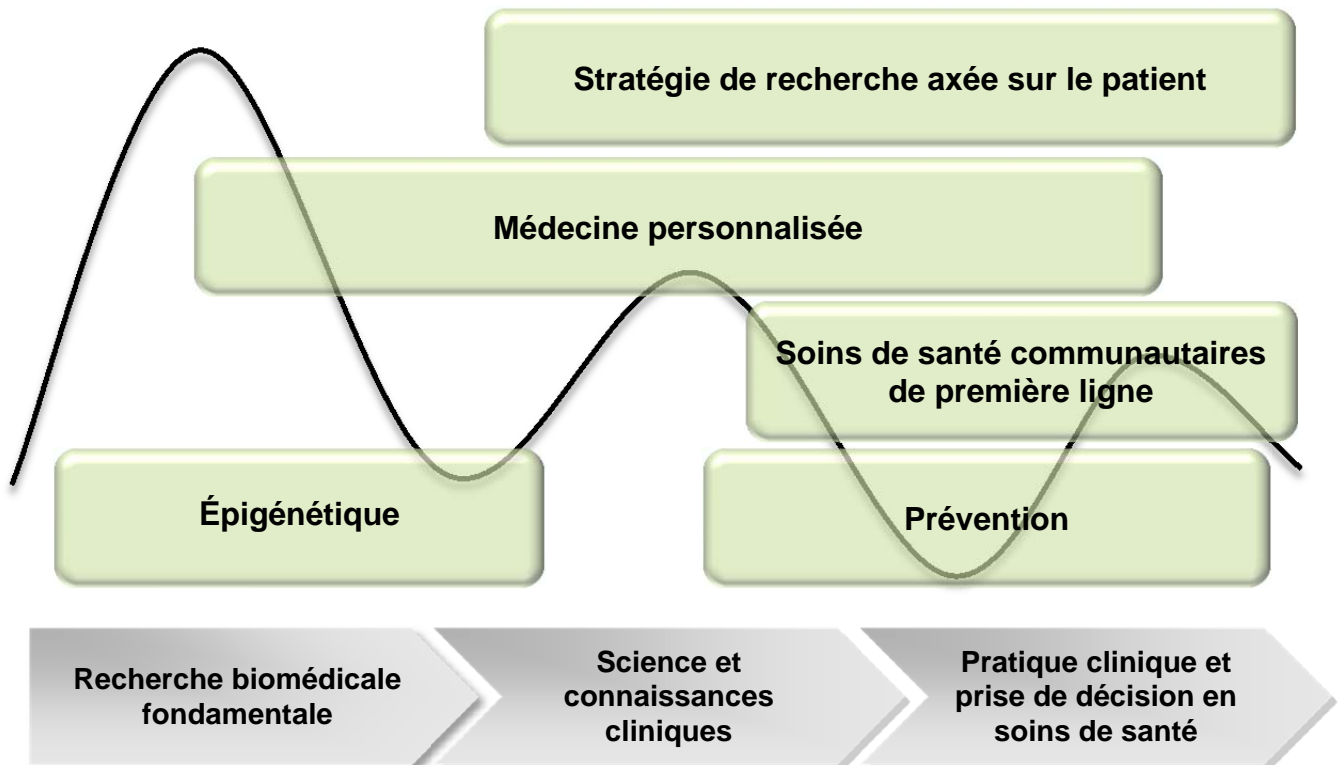 Stratégie de recherche axée sur le patient
Médecine personnalisée
Soins de santé communautaires
de première ligne
Épigénétique
Prévention
Recherche biomédicale
fondamentale
Science et
connaissances
cliniques
Pratique clinique et
prise de décision en
soins de santé